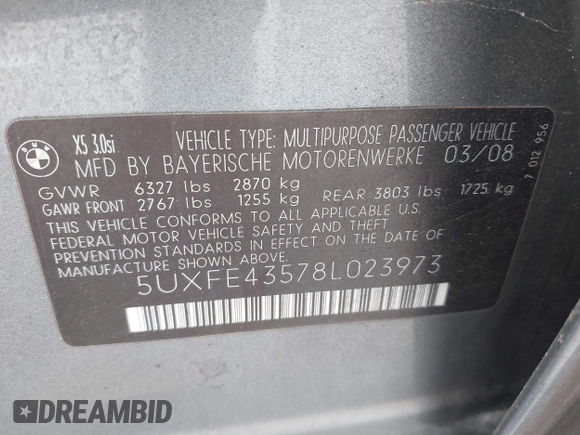 BMW
X5 3.0si
VEHICLE TYPE: MULTIPURPOSE PASSENGER VEHICLE
MFD BY BAYERISCHE MOTORENWERKE 03/08
GVWR 6327 lbs 2870 kg
GAWR FRONT 2767 lbs 1255 kg REAR 3803 lbs 1725 kg
THIS VEHICLE CONFORMS TO ALL APPLICABLE U.S.
FEDERAL MOTOR VEHICLE SAFETY AND THEFT
PREVENTION STANDARDS IN EFFECT ON THE DATE OF
MANUFACTURE SHOWN ABOVE.
5UXFE43578L023973
7 012 956
DREAMBID